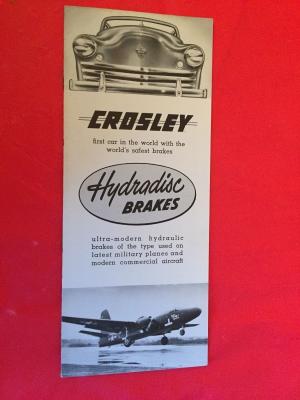 CROSLEY
first car in the world with the
world's safest brakes
Hydradisc
BRAKES
ultra-modern hydraulic
brakes of the type used on
latest military planes and
modern commercial aircraft